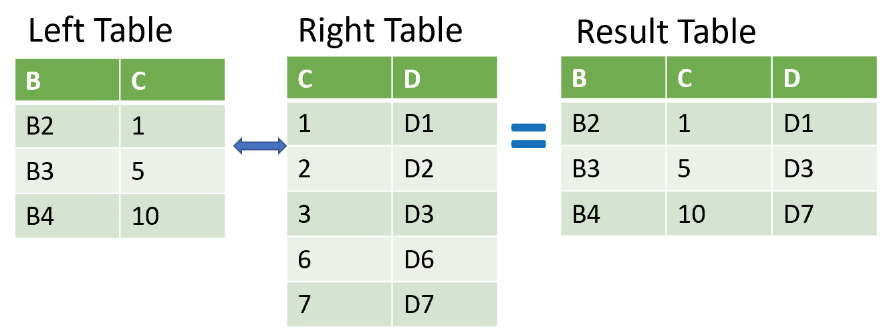 Left Table
B C
B2 1
B3 5
B4 10
Right Table
C D
1 D1
2 D2
3 D3
6 D6
7 D7
=
Result Table
B C D
B2 1 D1
B3 5 D3
B4 10 D7